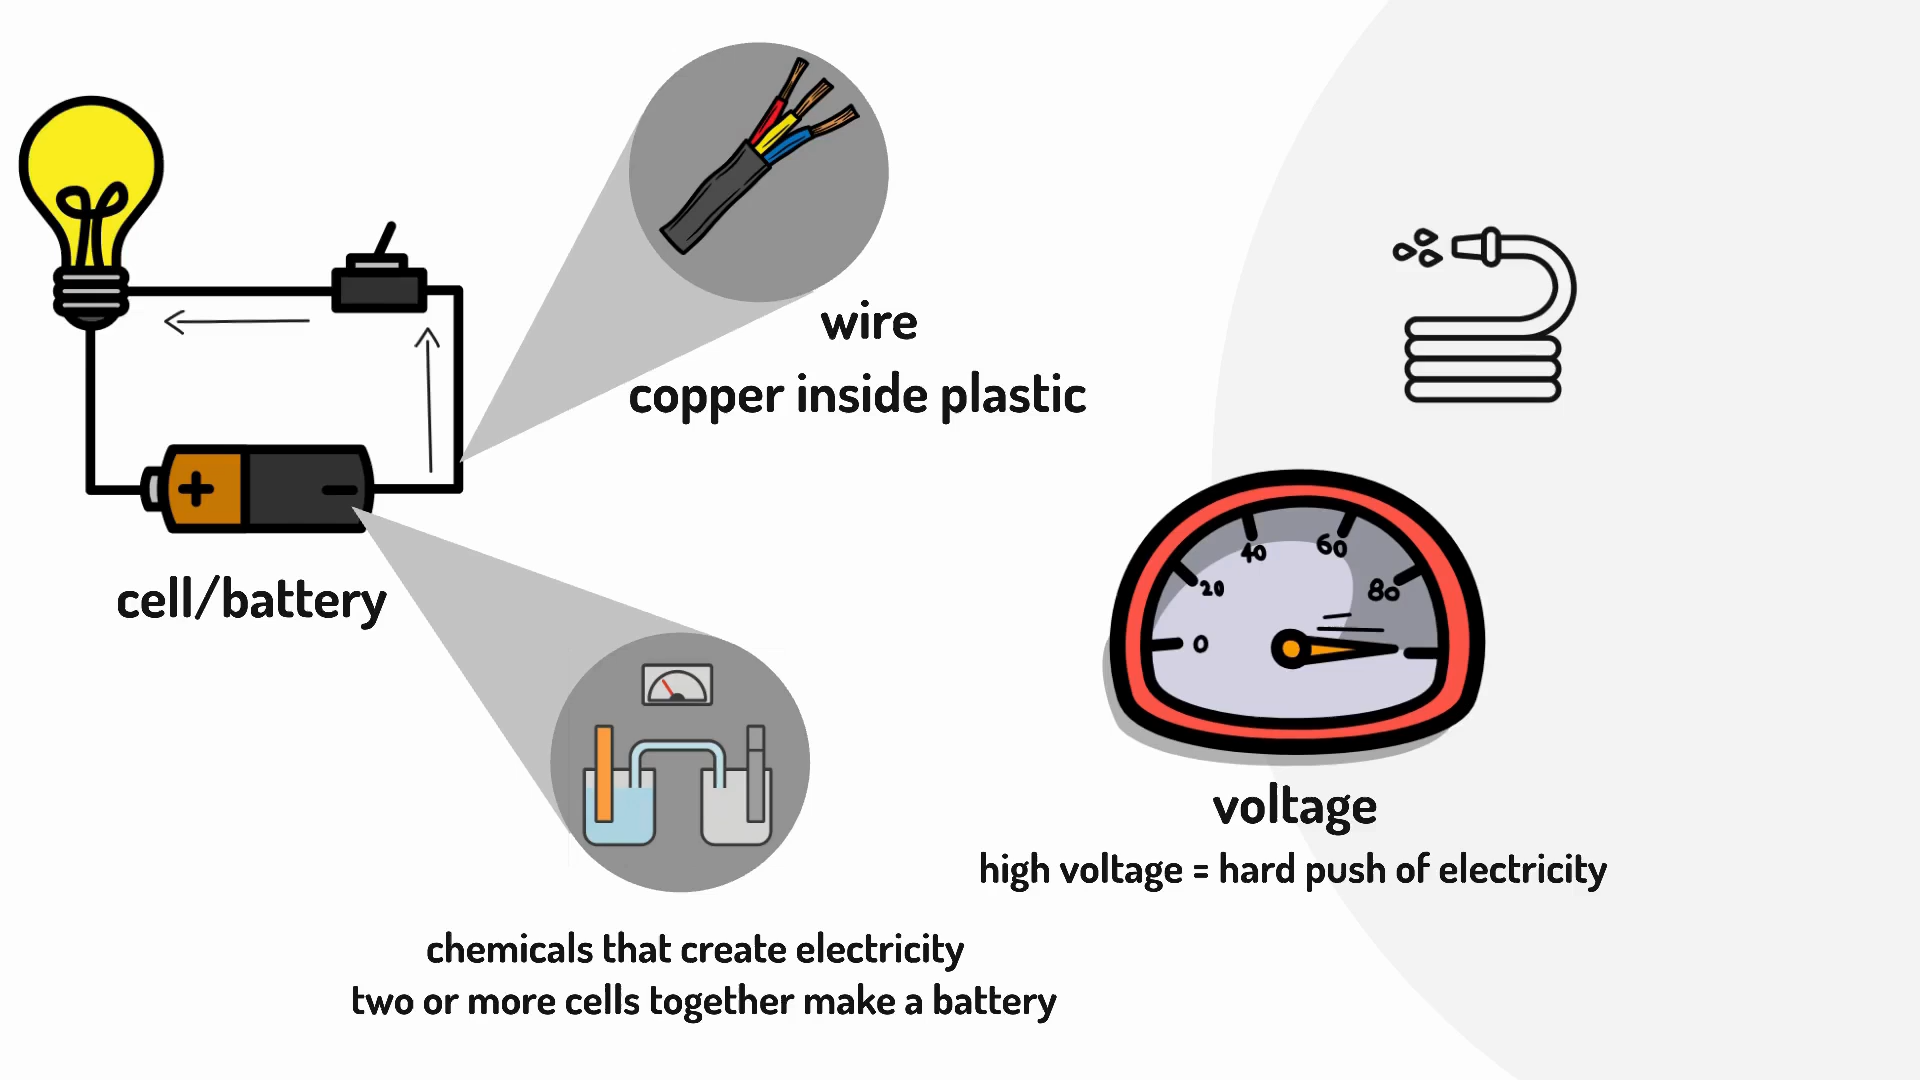 wire
copper inside plastic
+
-
cell/battery
0
20
40
60
80
voltage
high voltage = hard push of electricity
chemicals that create electricity
two or more cells together make a battery